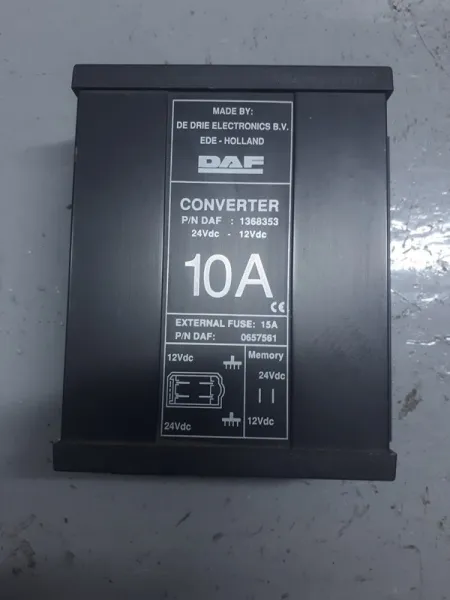 MADE BY:
DE DRIE ELECTRONICS B.V.
EDE - HOLLAND
DAF
CONVERTER
P/N DAF : 1368353
24Vdc - 12Vdc
10A
CE
EXTERNAL FUSE: 15A
P/N DAF: 0657561
12Vdc
24Vdc
Memory
24Vdc
12Vdc